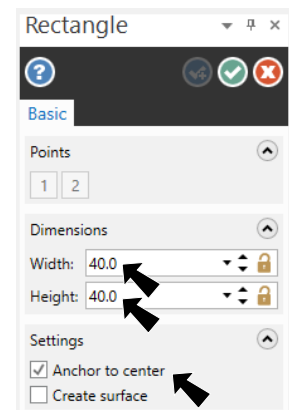 Rectangle
Basic
Points
1 2
Dimensions
Width: 40.0
Height: 40.0
Settings
Anchor to center
Create surface